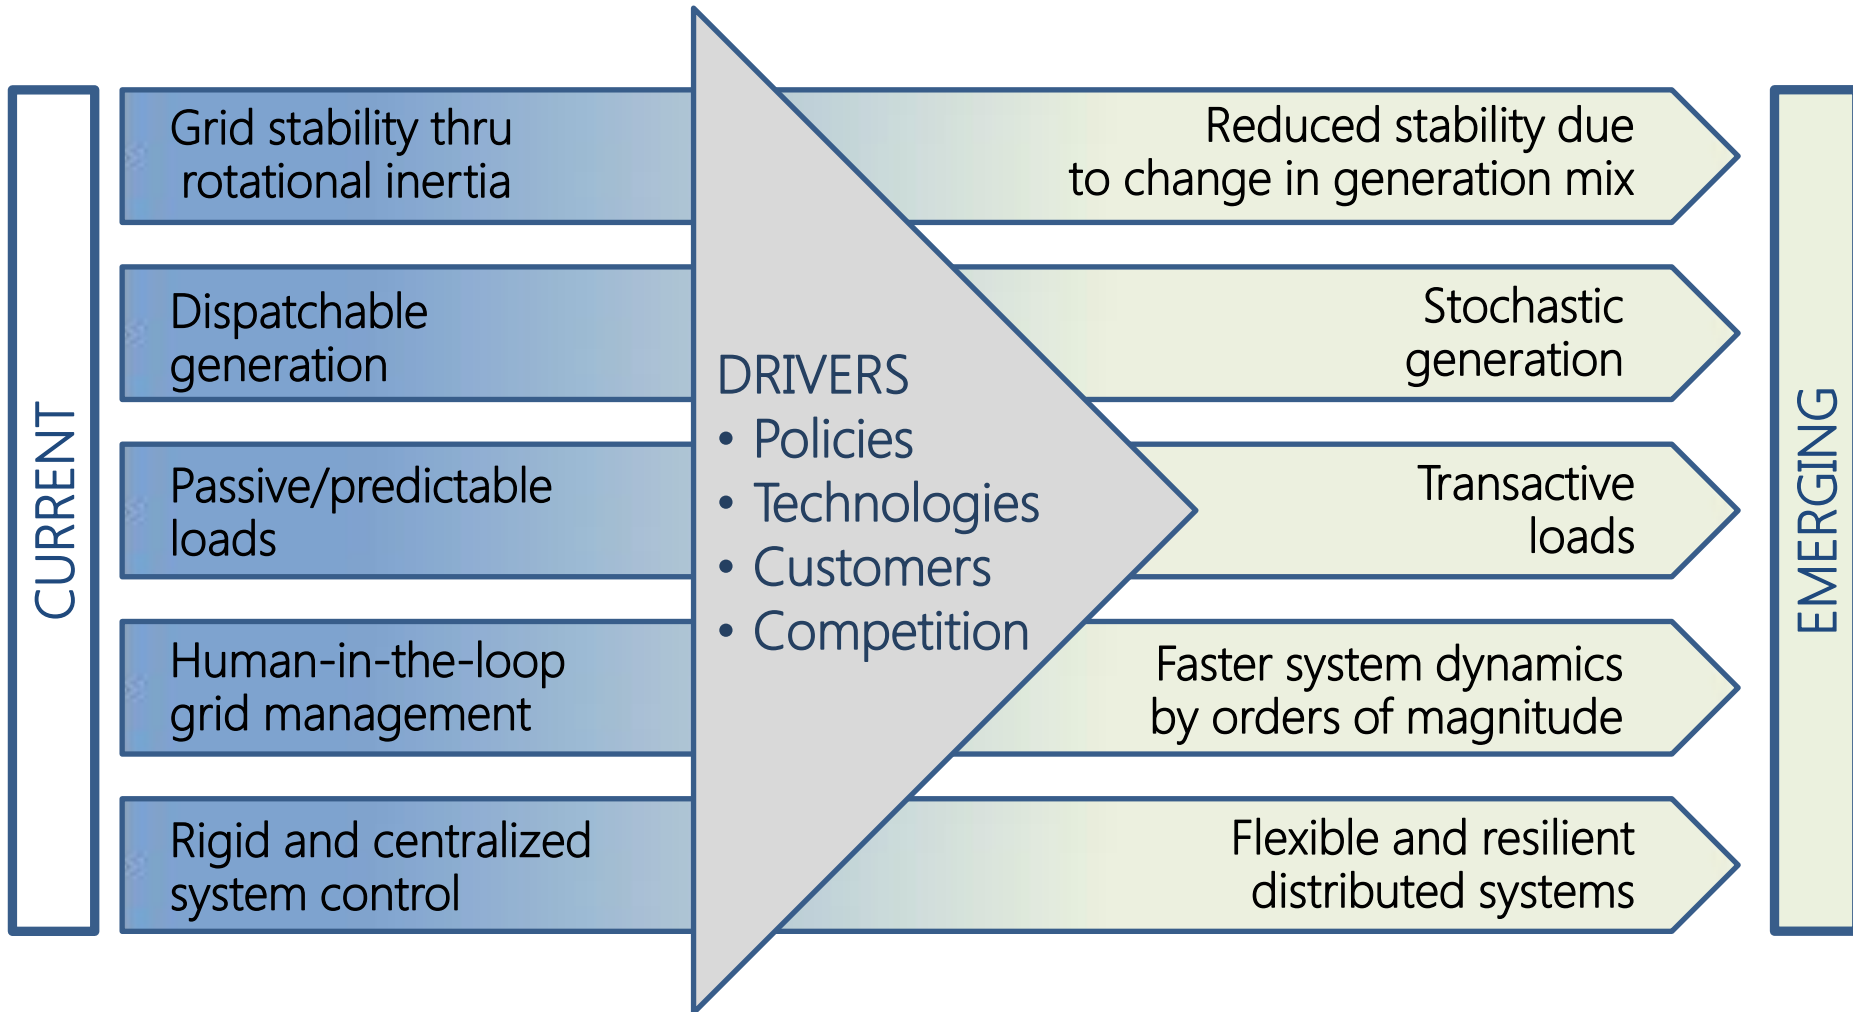 CURRENT
Grid stability thru
rotational inertia
Dispatchable
generation
Passive/predictable
loads
Human-in-the-loop
grid management
Rigid and centralized
system control
DRIVERS
• Policies
• Technologies
• Customers
• Competition
Reduced stability due
to change in generation mix
Stochastic
generation
Transactive
loads
Faster system dynamics
by orders of magnitude
Flexible and resilient
distributed systems
EMERGING